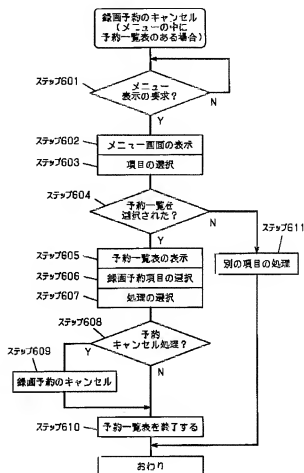 録画予約のキャンセル
(メニューの中に
予約一覧表のある場合)
ステップ601
メニュー
表示の要求?
N
Y
ステップ602
メニュー画面の表示
ステップ603
項目の選択
ステップ604
予約一覧を
選択された?
N
Y
ステップ611
別の項目の処理
ステップ605
予約一覧表の表示
ステップ606
録画予約項目の選択
ステップ607
処理の選択
ステップ608
予約
キャンセル処理?
Y
N
ステップ609
録画予約のキャンセル
ステップ610
予約一覧表を終了する
おわり